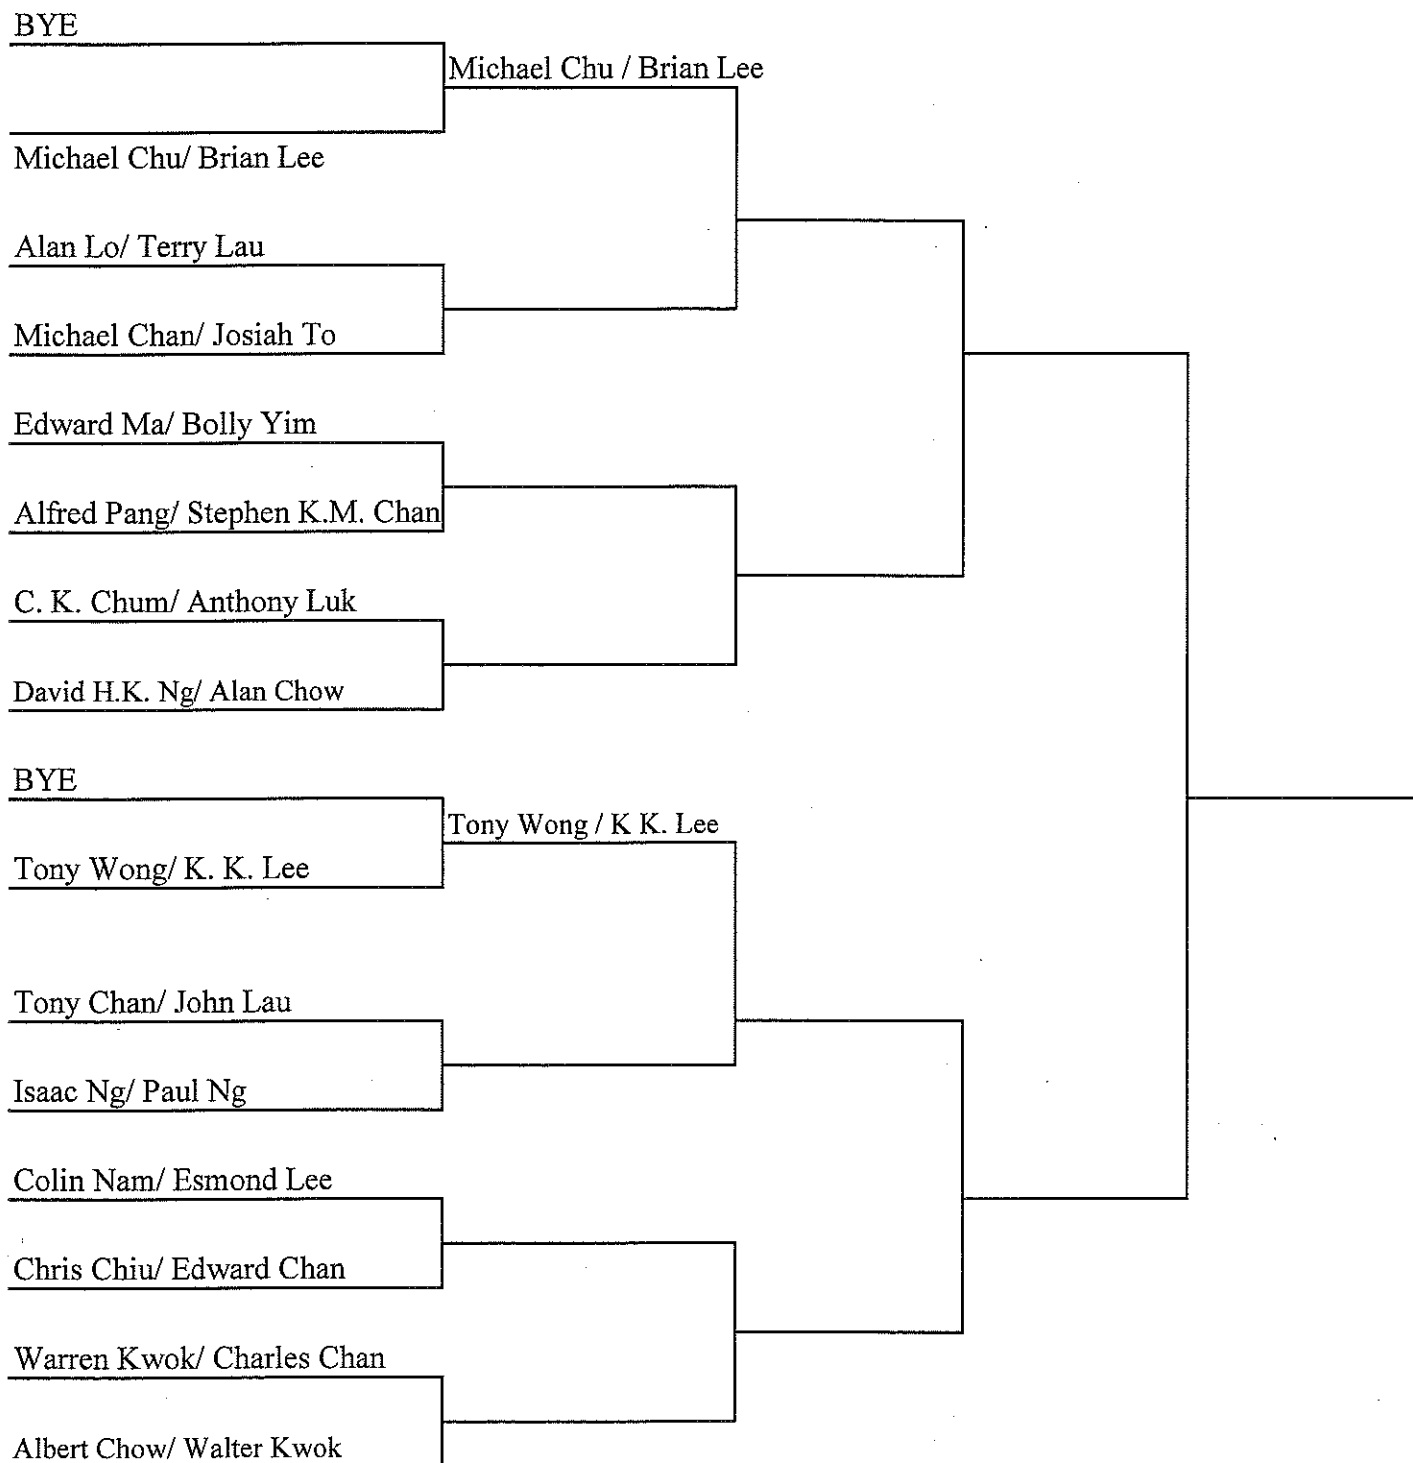 BYE
Michael Chu / Brian Lee
Michael Chu/ Brian Lee
Alan Lo/ Terry Lau
Michael Chan/ Josiah To
Edward Ma/ Bolly Yim
Alfred Pang/ Stephen K.M. Chan
C. K. Chum/ Anthony Luk
David H.K. Ng/ Alan Chow
BYE
Tony Wong / K K. Lee
Tony Wong/ K. K. Lee
Tony Chan/ John Lau
Isaac Ng/ Paul Ng
Colin Nam/ Esmond Lee
Chris Chiu/ Edward Chan
Warren Kwok/ Charles Chan
Albert Chow/ Walter Kwok